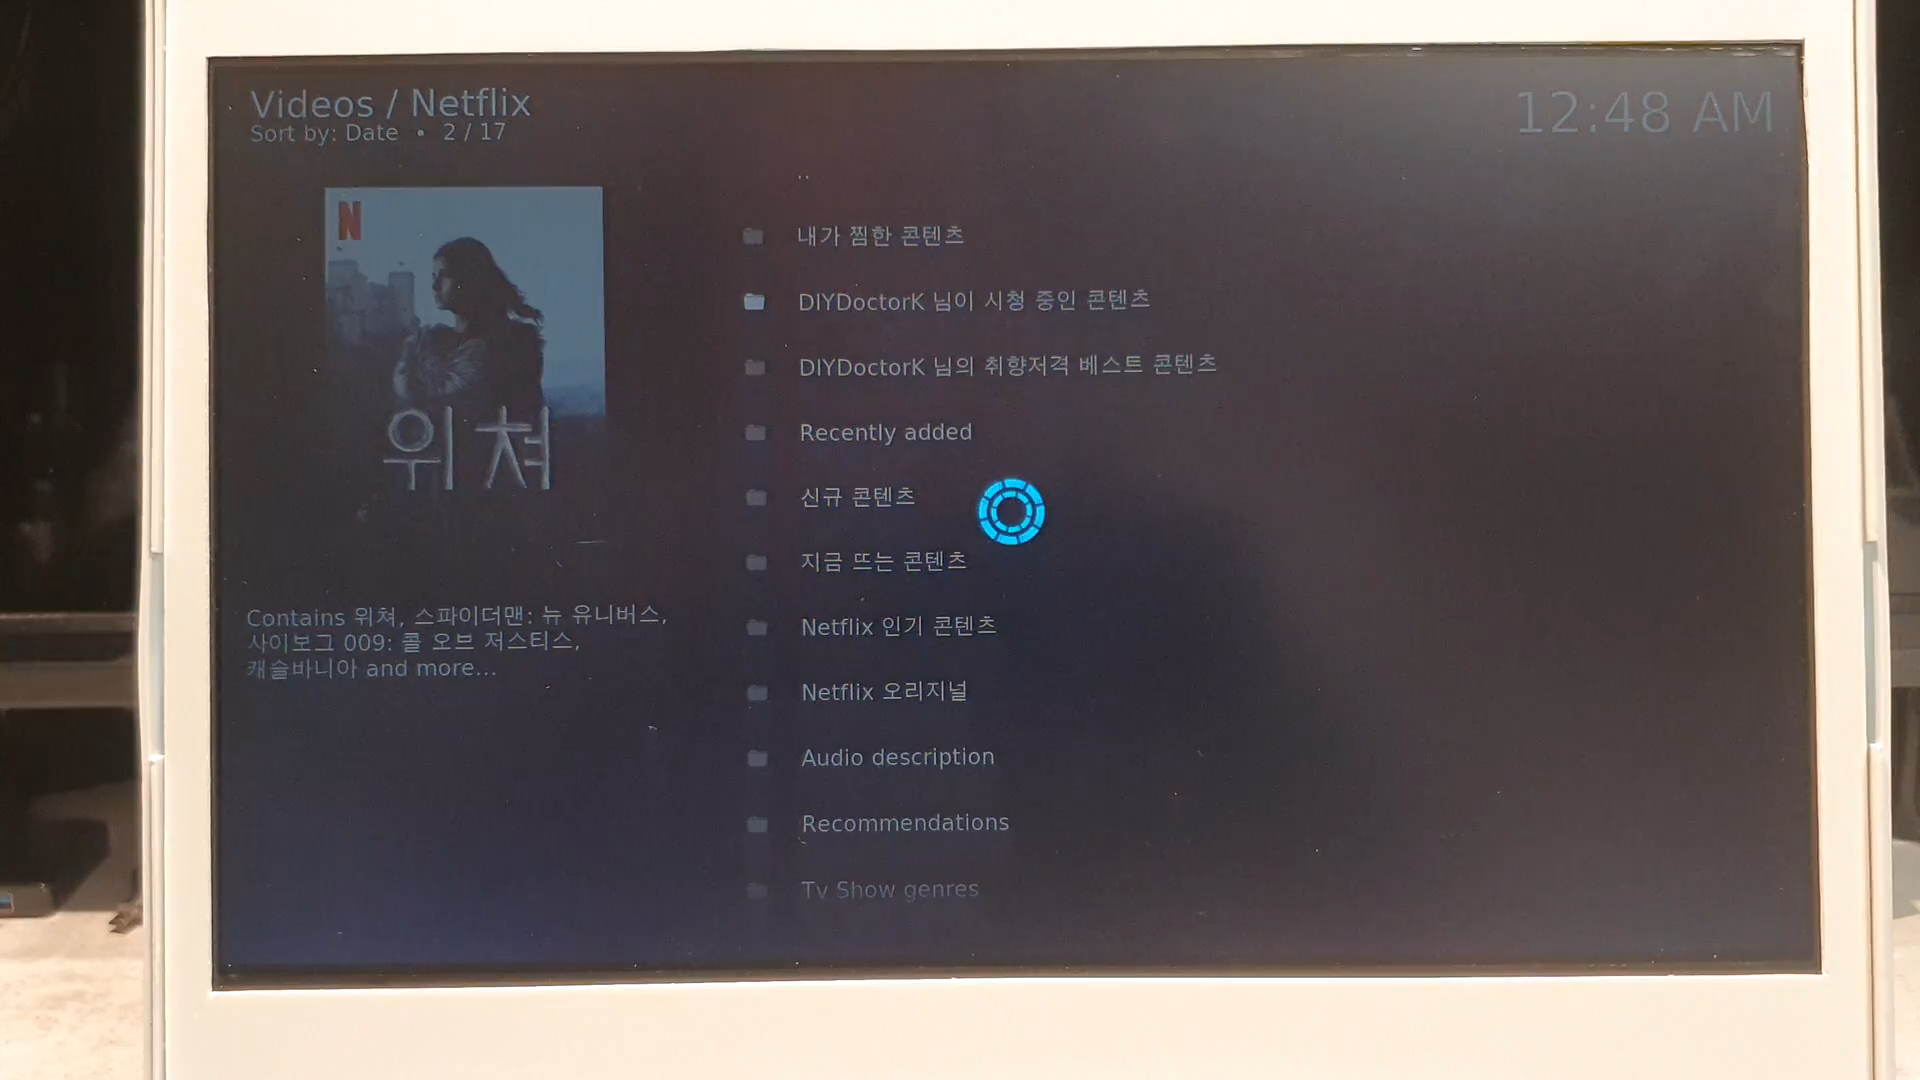 Videos / Netflix
Sort by: Date • 2 / 17
12:48 AM
..
N
위쳐
Contains 위쳐, 스파이더맨: 뉴 유니버스,
사이보그 009: 콜 오브 저스티스,
캐슬바니아 and more...
내가 찜한 콘텐츠
DIYDoctorK 님이 시청 중인 콘텐츠
DIYDoctorK 님의 취향저격 베스트 콘텐츠
Recently added
신규 콘텐츠
지금 뜨는 콘텐츠
Netflix 인기 콘텐츠
Netflix 오리지널
Audio description
Recommendations
Tv Show genres